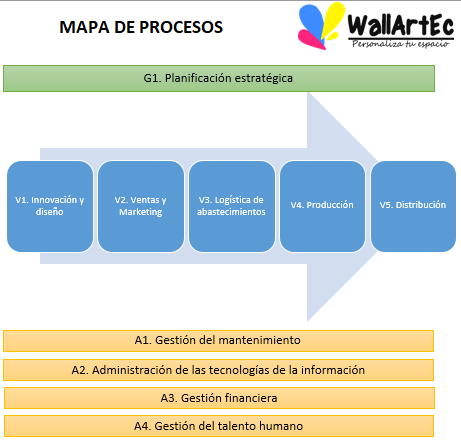 MAPA DE PROCESOS
WallArtEc
Personaliza tu espacio
G1. Planificación estratégica
V1. Innovación y
diseño
V2. Ventas y
Marketing
V3. Logística de
abastecimientos
V4. Producción
V5. Distribución
A1. Gestión del mantenimiento
A2. Administración de las tecnologías de la información
A3. Gestión financiera
A4. Gestión del talento humano